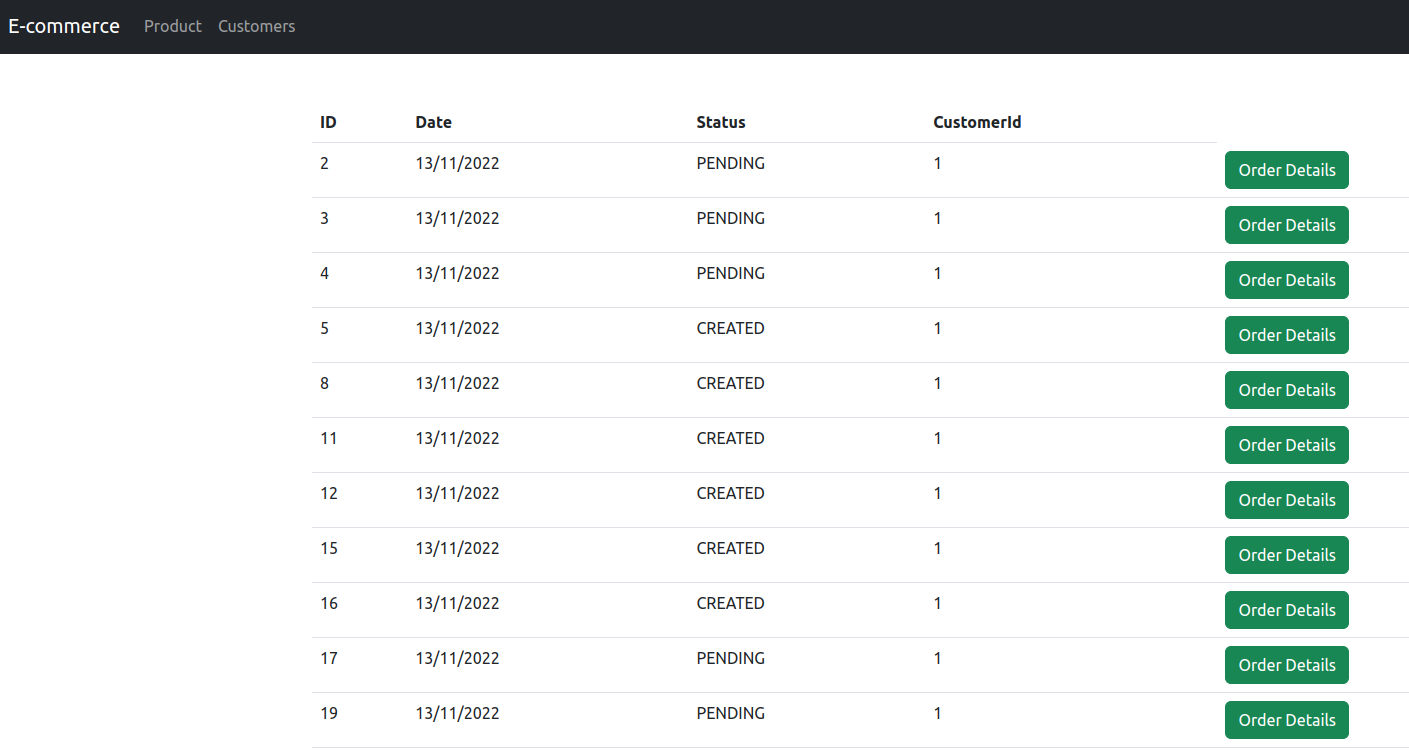 E-commerce Product Customers
ID Date Status CustomerId
2 13/11/2022 PENDING 1 Order Details
3 13/11/2022 PENDING 1 Order Details
4 13/11/2022 PENDING 1 Order Details
5 13/11/2022 CREATED 1 Order Details
8 13/11/2022 CREATED 1 Order Details
11 13/11/2022 CREATED 1 Order Details
12 13/11/2022 CREATED 1 Order Details
15 13/11/2022 CREATED 1 Order Details
16 13/11/2022 CREATED 1 Order Details
17 13/11/2022 PENDING 1 Order Details
19 13/11/2022 PENDING 1 Order Details